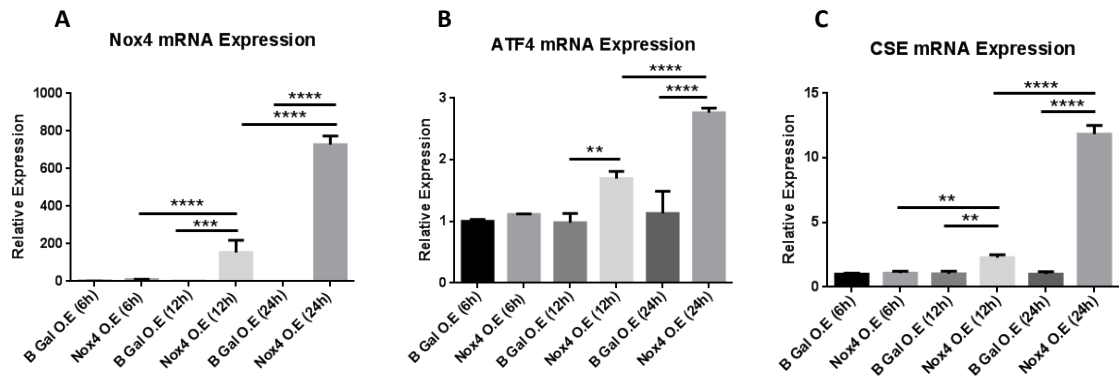 A
Nox4 mRNA Expression
Relative Expression
1000
800
600
400
200
0
****
****
****
***
B Gal O.E (6h)
Nox4 O.E (6h)
B Gal O.E (12h)
Nox4 O.E (12h)
B Gal O.E (24h)
Nox4 O.E (24h)
B
ATF4 mRNA Expression
Relative Expression
3
2
1
0
****
****
**
B Gal O.E (6h)
Nox4 O.E (6h)
B Gal O.E (12h)
Nox4 O.E (12h)
B Gal O.E (24h)
Nox4 O.E (24h)
C
CSE mRNA Expression
Relative Expression
15
10
5
0
****
****
**
**
B Gal O.E (6h)
Nox4 O.E (6h)
B Gal O.E (12h)
Nox4 O.E (12h)
B Gal O.E (24h)
Nox4 O.E (24h)